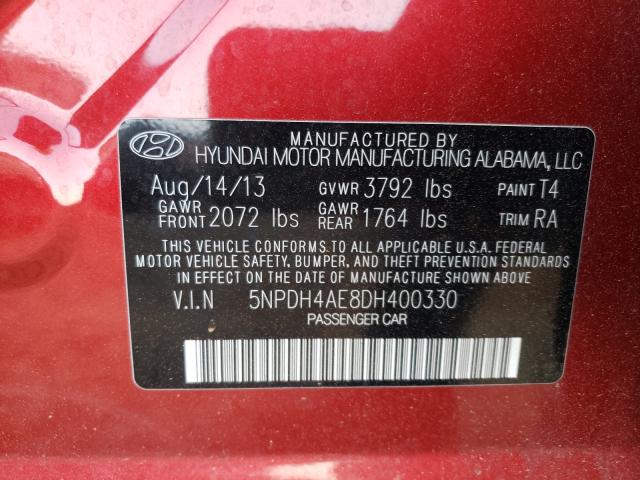 MANUFACTURED BY
HYUNDAI MOTOR MANUFACTURING ALABAMA, LLC
Aug/14/13 GVWR 3792 lbs PAINT T4
GAWR FRONT 2072 lbs GAWR REAR 1764 lbs TRIM RA
THIS VEHICLE CONFORMS TO ALL APPLICABLE U.S.A. FEDERAL
MOTOR VEHICLE SAFETY, BUMPER, AND THEFT PREVENTION STANDARDS
IN EFFECT ON THE DATE OF MANUFACTURE SHOWN ABOVE.
V.I.N 5NPDH4AE8DH400330
PASSENGER CAR